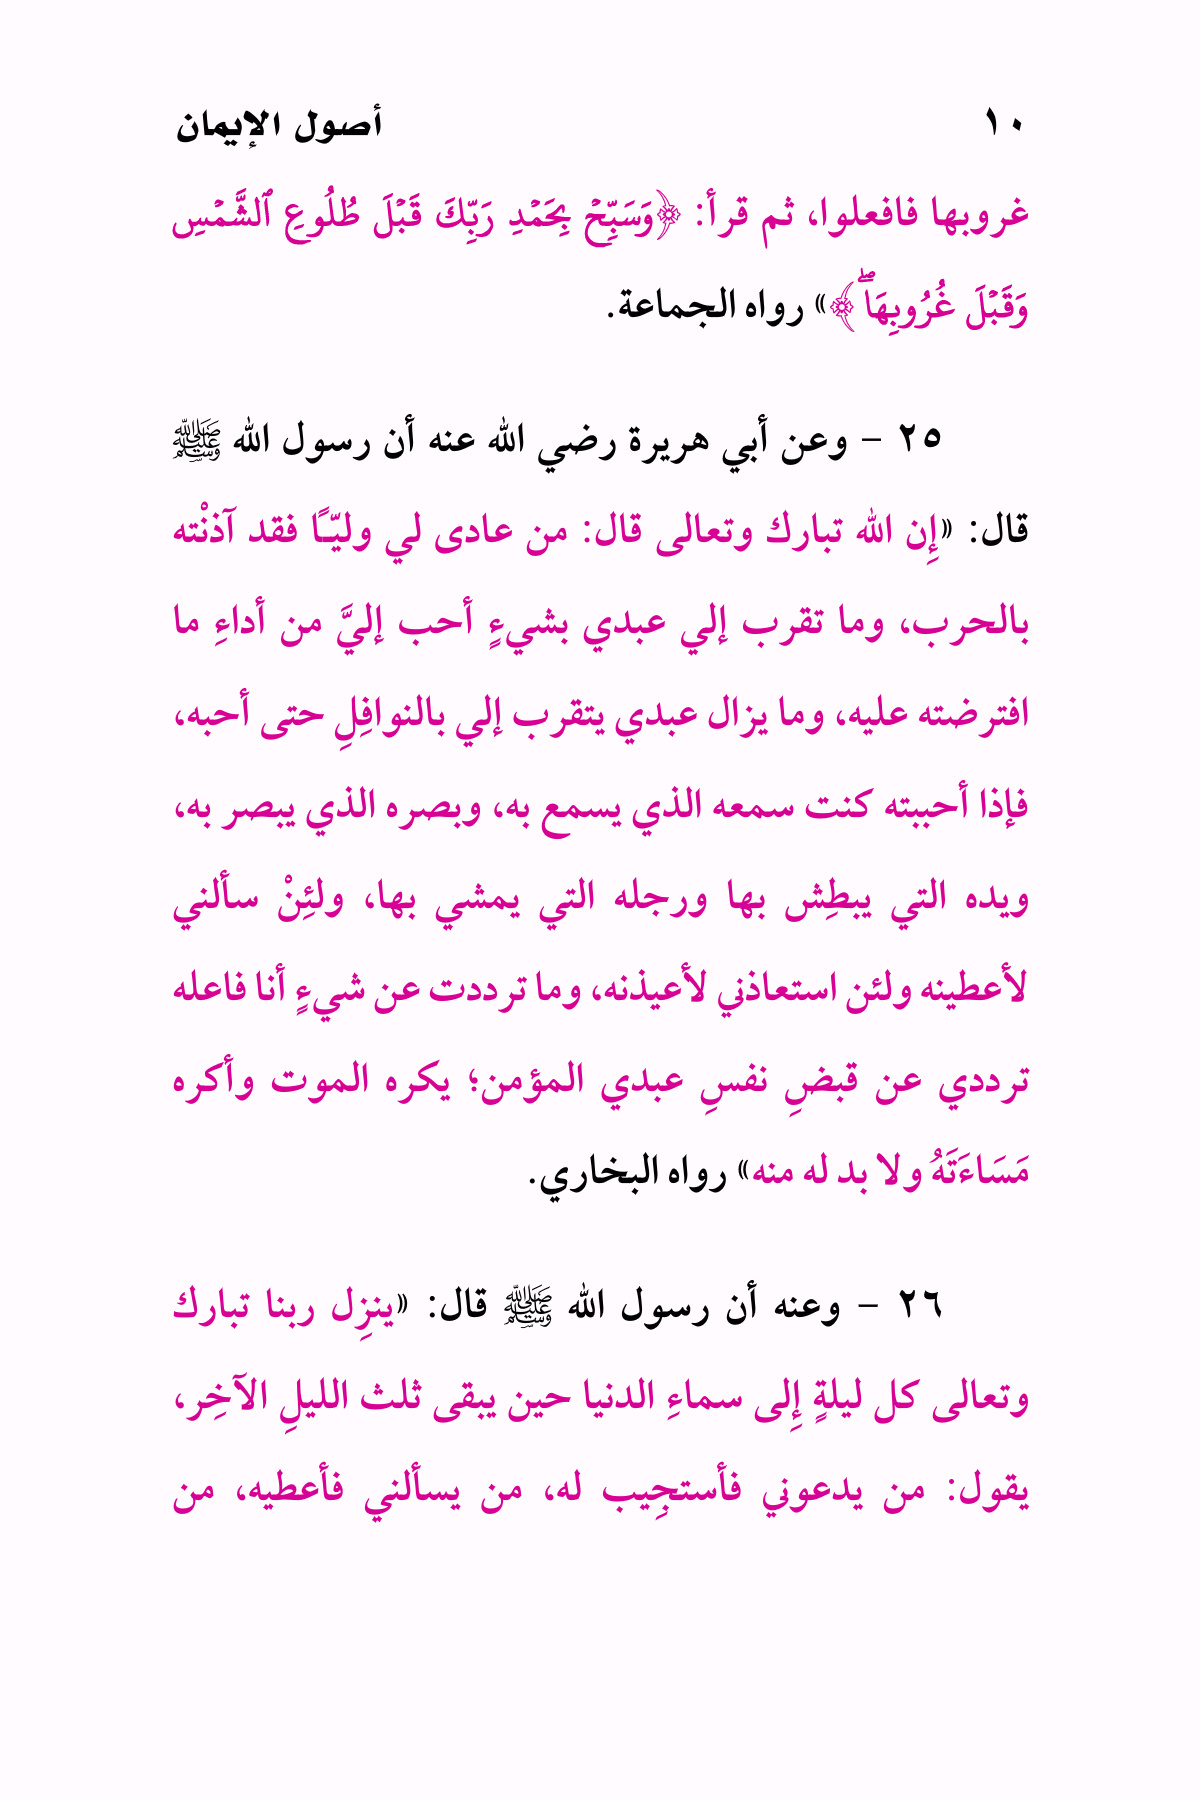 ١٠ أصول الإيمان
غروبها فافعلوا، ثم قرأ: ﴿وَسَبِّحۡ بِحَمۡدِ رَبِّكَ قَبۡلَ طُلُوعِ ٱلشَّمۡسِ
وَقَبۡلَ غُرُوبِهَاۖ﴾» رواه الجماعة.
٢٥ – وعن أبي هريرة رضي الله عنه أن رسول الله ﷺ
قال: «إِن الله تبارك وتعالى قال: من عادى لي وليّـًا فقد آذنْته
بالحرب، وما تقرب إلي عبدي بشيءٍ أحب إليَّ من أداءِ ما
افترضته عليه، وما يزال عبدي يتقرب إلي بالنوافِلِ حتى أحبه،
فإذا أحببته كنت سمعه الذي يسمع به، وبصره الذي يبصر به،
ويده التي يبطِش بها ورجله التي يمشي بها، ولئِنْ سألني
لأعطينه ولئن استعاذني لأعيذنه، وما ترددت عن شيءٍ أنا فاعله
ترددي عن قبضِ نفسِ عبدي المؤمن؛ يكره الموت وأكره
مَسَاءَتَهُ ولا بد له منه» رواه البخاري.
٢٦ – وعنه أن رسول الله ﷺ قال: «ينزِل ربنا تبارك
وتعالى كل ليلةٍ إِلى سماءِ الدنيا حين يبقى ثلث الليلِ الآخِر،
يقول: من يدعوني فأستجِيب له، من يسألني فأعطيه، من